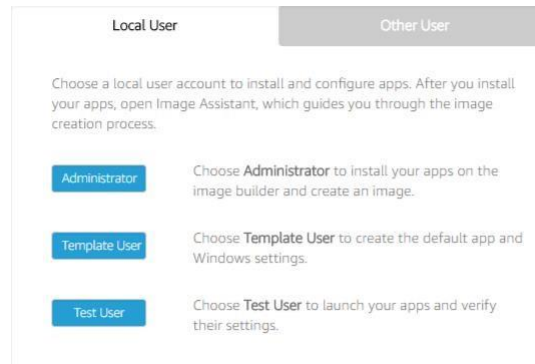 Local User
Other User
Choose a local user account to install and configure apps. After you install
your apps, open Image Assistant, which guides you through the image
creation process.
Administrator
Choose Administrator to install your apps on the
image builder and create an image.
Template User
Choose Template User to create the default app and
Windows settings.
Test User
Choose Test User to launch your apps and verify
their settings.